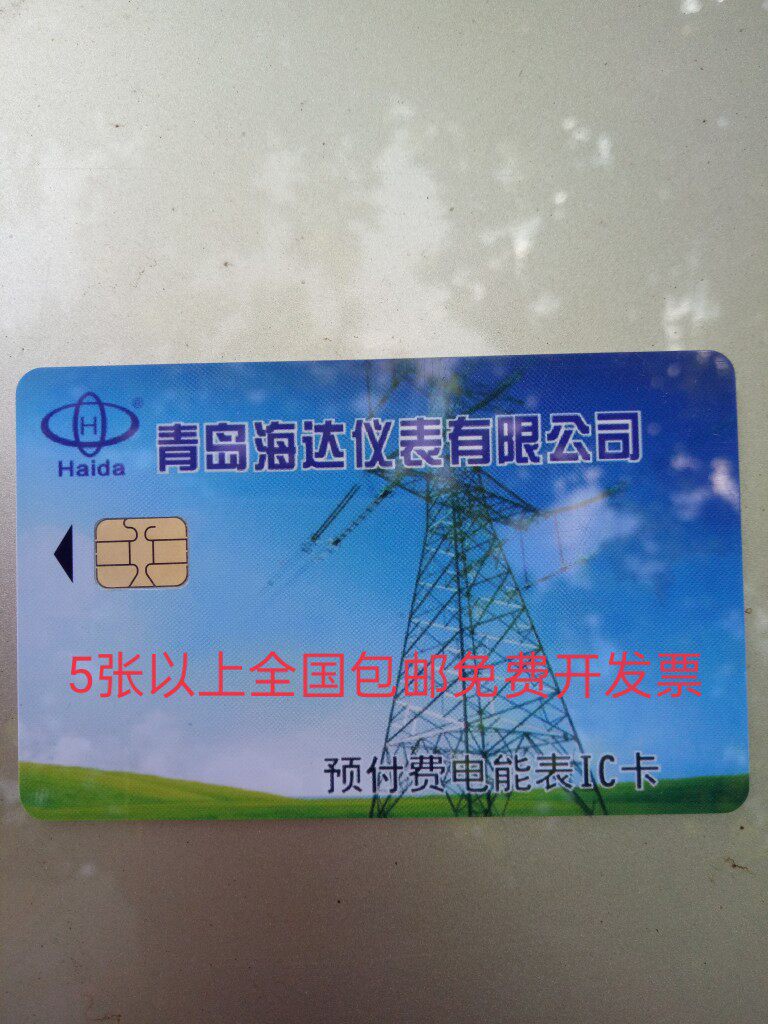 H
®
Haida
青岛海达仪表有限公司
5张以上全国包邮免费开发票
预付费电能表IC卡